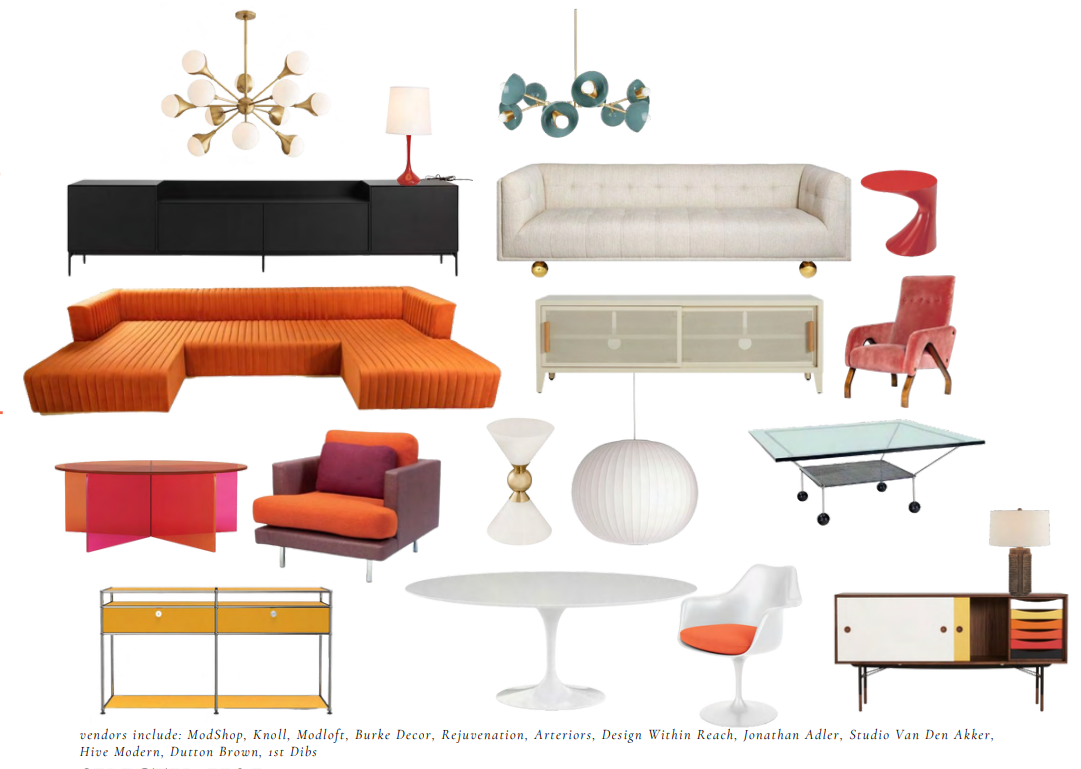 vendors include: ModShop, Knoll, Modloft, Burke Decor, Rejuvenation, Arteriors, Design Within Reach, Jonathan Adler, Studio Van Den Akker,
Hive Modern, Dutton Brown, 1st Dibs